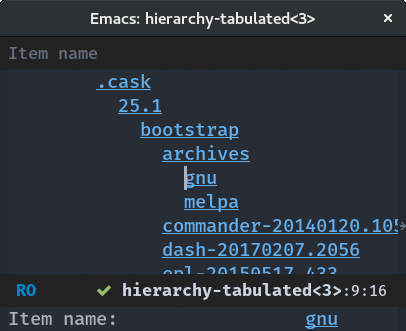 Emacs: hierarchy-tabulated<3>
Item name
.cask
25.1
bootstrap
archives
gnu
melpa
commander-20140120.105
dash-20170207.2056
epl-20150517.433
RO ✔ hierarchy-tabulated<3>:9:16
Item name: gnu